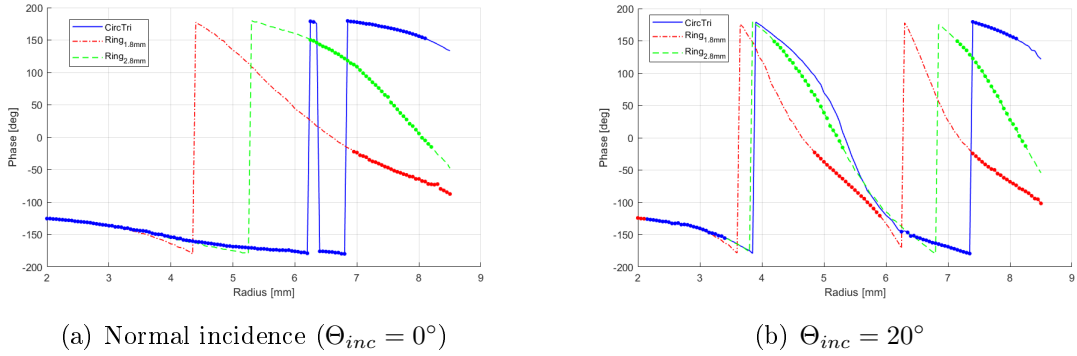 200
150
100
50
0
-50
-100
-150
-200
Phase [deg]
CircTri
Ring1.8mm
Ring2.8mm
2 3 4 5 6 7 8 9
Radius [mm]
(a) Normal incidence (Θinc = 0°)
200
150
100
50
0
-50
-100
-150
-200
Phase [deg]
CircTri
Ring1.8mm
Ring2.8mm
2 3 4 5 6 7 8 9
Radius [mm]
(b) Θinc = 20°